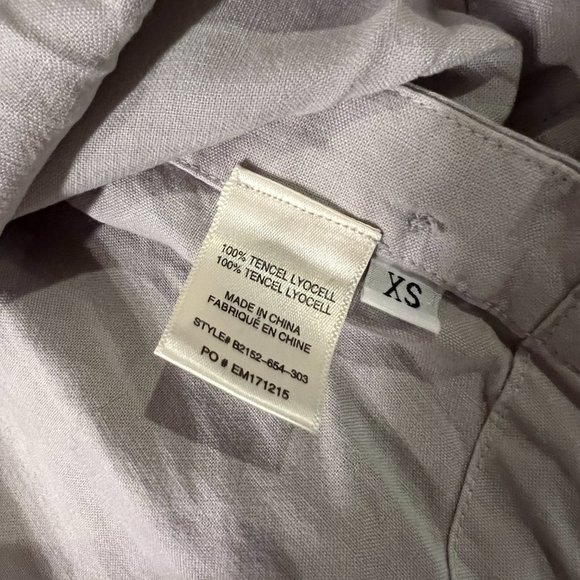 100% TENCEL LYOCELL
100% TENCEL LYOCELL
MADE IN CHINA
FABRIQUÉ EN CHINE
STYLE# B2152-654-303
PO # EM171215
XS